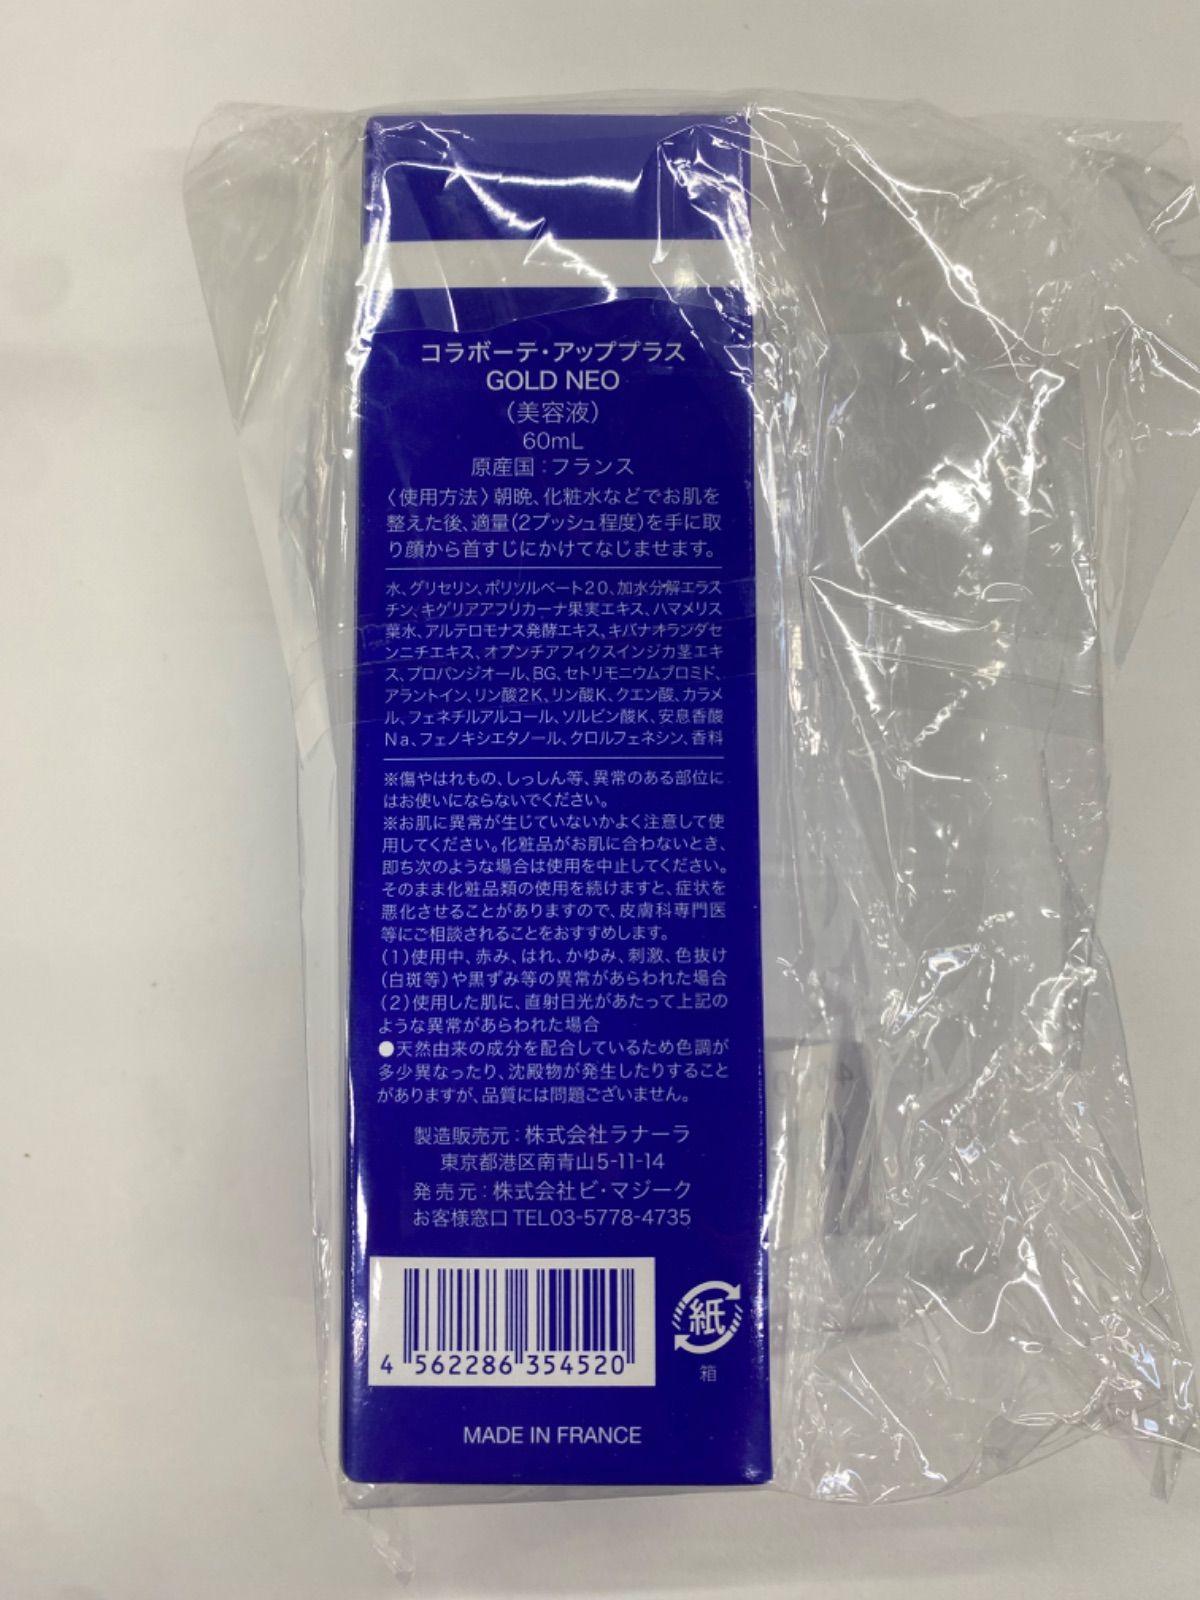 コラボーテ・アッププラス
GOLD NEO
（美容液）
60mL
原産国：フランス
〈使用方法〉朝晩、化粧水などでお肌を
整えた後、適量（2プッシュ程度）を手に取
り顔から首すじにかけてなじませます。
水、グリセリン、ポリソルベート20、加水分解エラス
チン、キゲリアアフリカーナ果実エキス、ハマメリス
葉水、アルテロモナス発酵エキス、キバナオランダセ
ンニチエキス、オプンチアフィクスインジカ茎エキ
ス、プロパンジオール、BG、セトリモニウムブロミド、
アラントイン、リン酸2K、リン酸K、クエン酸、カラメ
ル、フェネチルアルコール、ソルビン酸K、安息香酸
Na、フェノキシエタノール、クロルフェネシン、香料
※傷やはれもの、しっしん等、異常のある部位に
はお使いにならないでください。
※お肌に異常が生じていないかよく注意して使
用してください。化粧品がお肌に合わないとき、
即ち次のような場合は使用を中止してください。
そのまま化粧品類の使用を続けますと、症状を
悪化させることがありますので、皮膚科専門医
等にご相談されることをおすすめします。
（1）使用中、赤み、はれ、かゆみ、刺激、色抜け
（白斑等）や黒ずみ等の異常があらわれた場合
（2）使用した肌に、直射日光があたって上記の
ような異常があらわれた場合
●天然由来の成分を配合しているため色調が
多少異なったり、沈殿物が発生したりすること
がありますが、品質には問題ございません。
製造販売元：株式会社ラナーラ
東京都港区南青山5-11-14
発売元：株式会社ビ・マジーク
お客様窓口 TEL03-5778-4735
4 562286 354520
紙
箱
MADE IN FRANCE